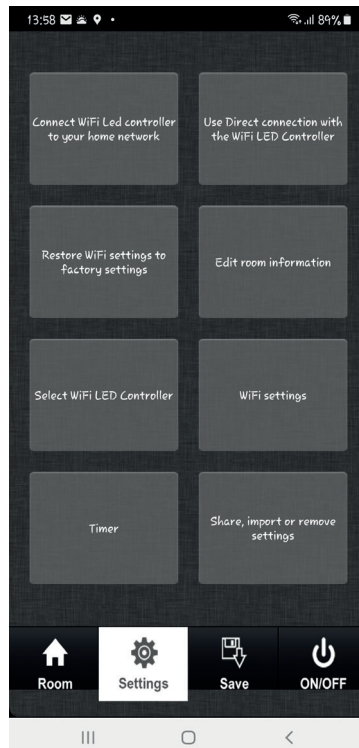 13:58 89%
Connect WiFi Led controller
to your home network
Use Direct connection with
the WiFi LED Controller
Restore WiFi settings to
factory settings
Edit room information
Select WiFi LED Controller
WiFi settings
Timer
Share, import or remove
settings
Room Settings Save ON/OFF